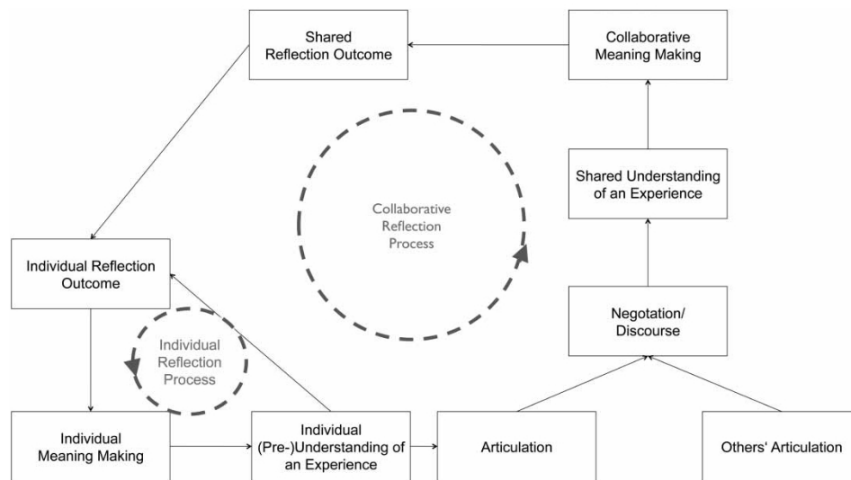 Shared
Reflection Outcome
Collaborative
Meaning Making
Shared Understanding
of an Experience
Collaborative
Reflection
Process
Individual Reflection
Outcome
Negotation/
Discourse
Individual
Reflection
Process
Individual
Meaning Making
Individual
(Pre-)Understanding of
an Experience
Articulation
Others‘ Articulation